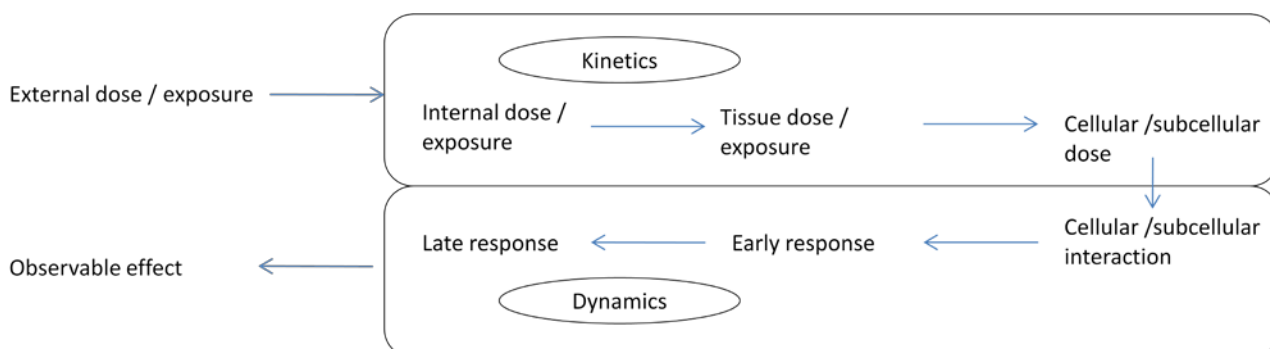 Kinetics
External dose / exposure
Internal dose /
exposure
Tissue dose /
exposure
Cellular /subcellular
dose
Cellular /subcellular
interaction
Early response
Late response
Observable effect
Dynamics